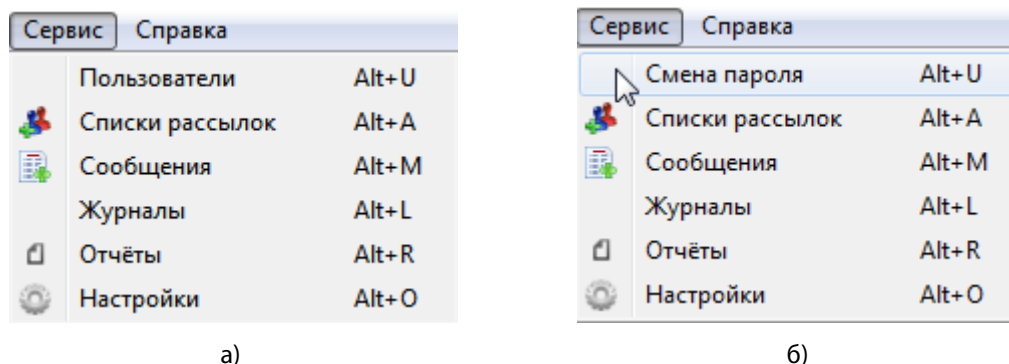 Сервис Справка
Пользователи Alt+U
Списки рассылок Alt+A
Сообщения Alt+M
Журналы Alt+L
Отчёты Alt+R
Настройки Alt+O
а)
Сервис Справка
Смена пароля Alt+U
Списки рассылок Alt+A
Сообщения Alt+M
Журналы Alt+L
Отчёты Alt+R
Настройки Alt+O
б)